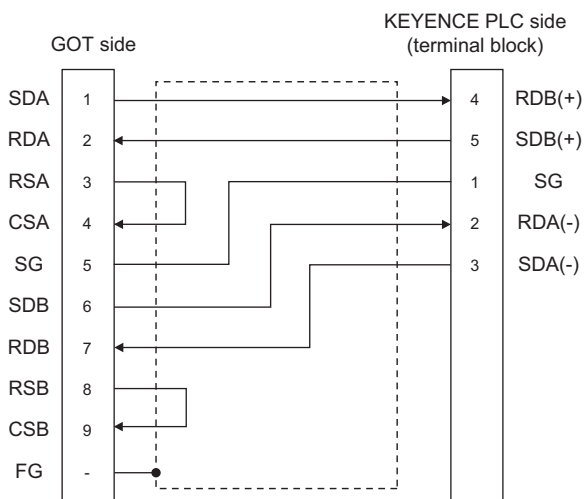 KEYENCE PLC side
(terminal block)
GOT side
SDA 1 4 RDB(+)
RDA 2 5 SDB(+)
RSA 3 1 SG
CSA 4 2 RDA(-)
SG 5 3 SDA(-)
SDB 6
RDB 7
RSB 8
CSB 9
FG -